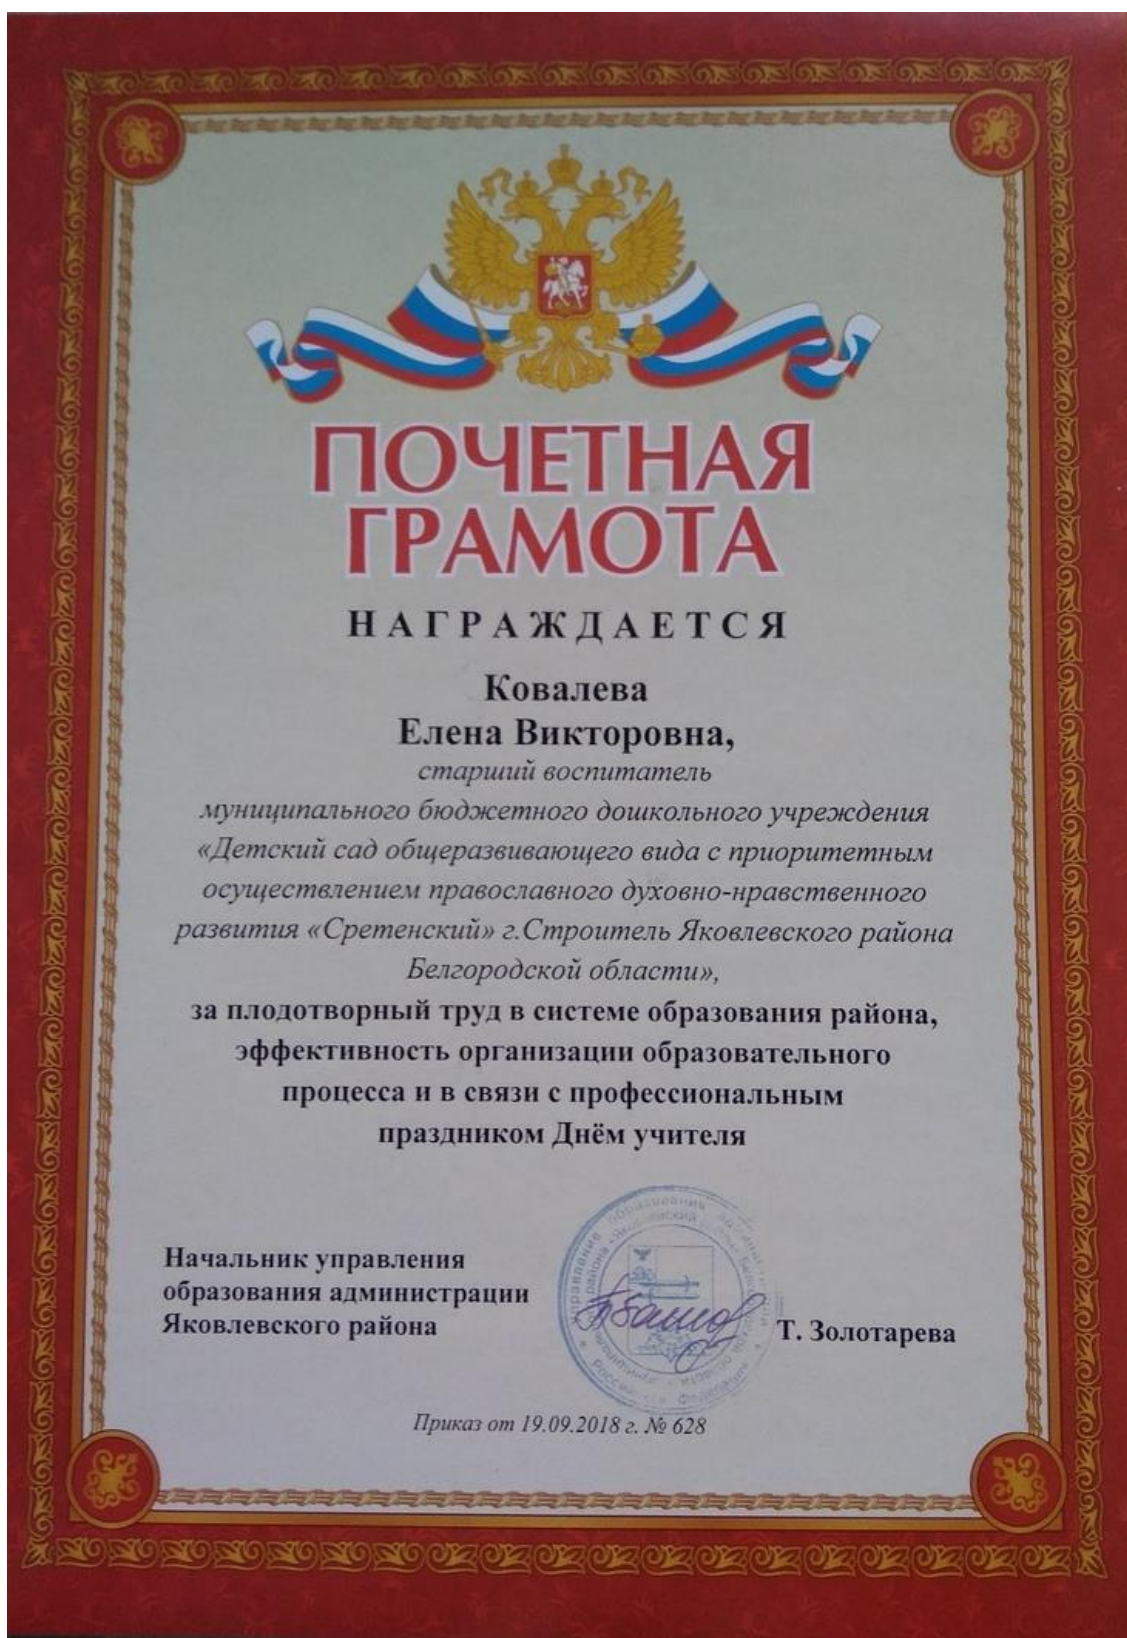 ПОЧЕТНАЯ
ГРАМОТА
НАГРАЖДАЕТСЯ
Ковалева
Елена Викторовна,
старший воспитатель
муниципального бюджетного дошкольного учреждения
«Детский сад общеразвивающего вида с приоритетным
осуществлением православного духовно-нравственного
развития «Сретенский» г.Строитель Яковлевского района
Белгородской области»,
за плодотворный труд в системе образования района,
эффективность организации образовательного
процесса и в связи с профессиональным
праздником Днём учителя
Начальник управления
образования администрации
Яковлевского района
Т. Золотарева
Приказ от 19.09.2018 г. № 628